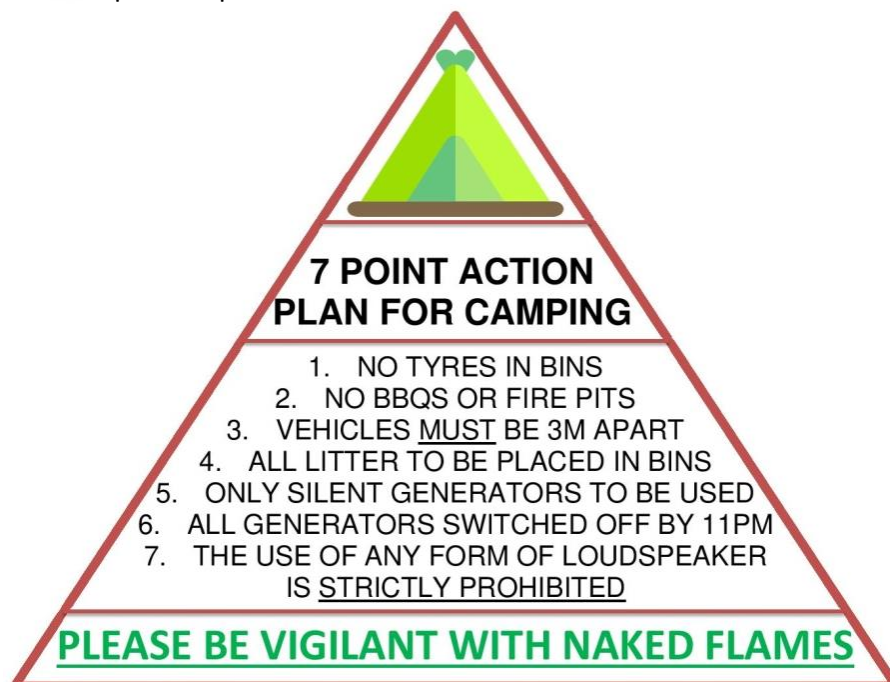 7 POINT ACTION
PLAN FOR CAMPING
1. NO TYRES IN BINS
2. NO BBQS OR FIRE PITS
3. VEHICLES MUST BE 3M APART
4. ALL LITTER TO BE PLACED IN BINS
5. ONLY SILENT GENERATORS TO BE USED
6. ALL GENERATORS SWITCHED OFF BY 11PM
7. THE USE OF ANY FORM OF LOUDSPEAKER
IS STRICTLY PROHIBITED
PLEASE BE VIGILANT WITH NAKED FLAMES